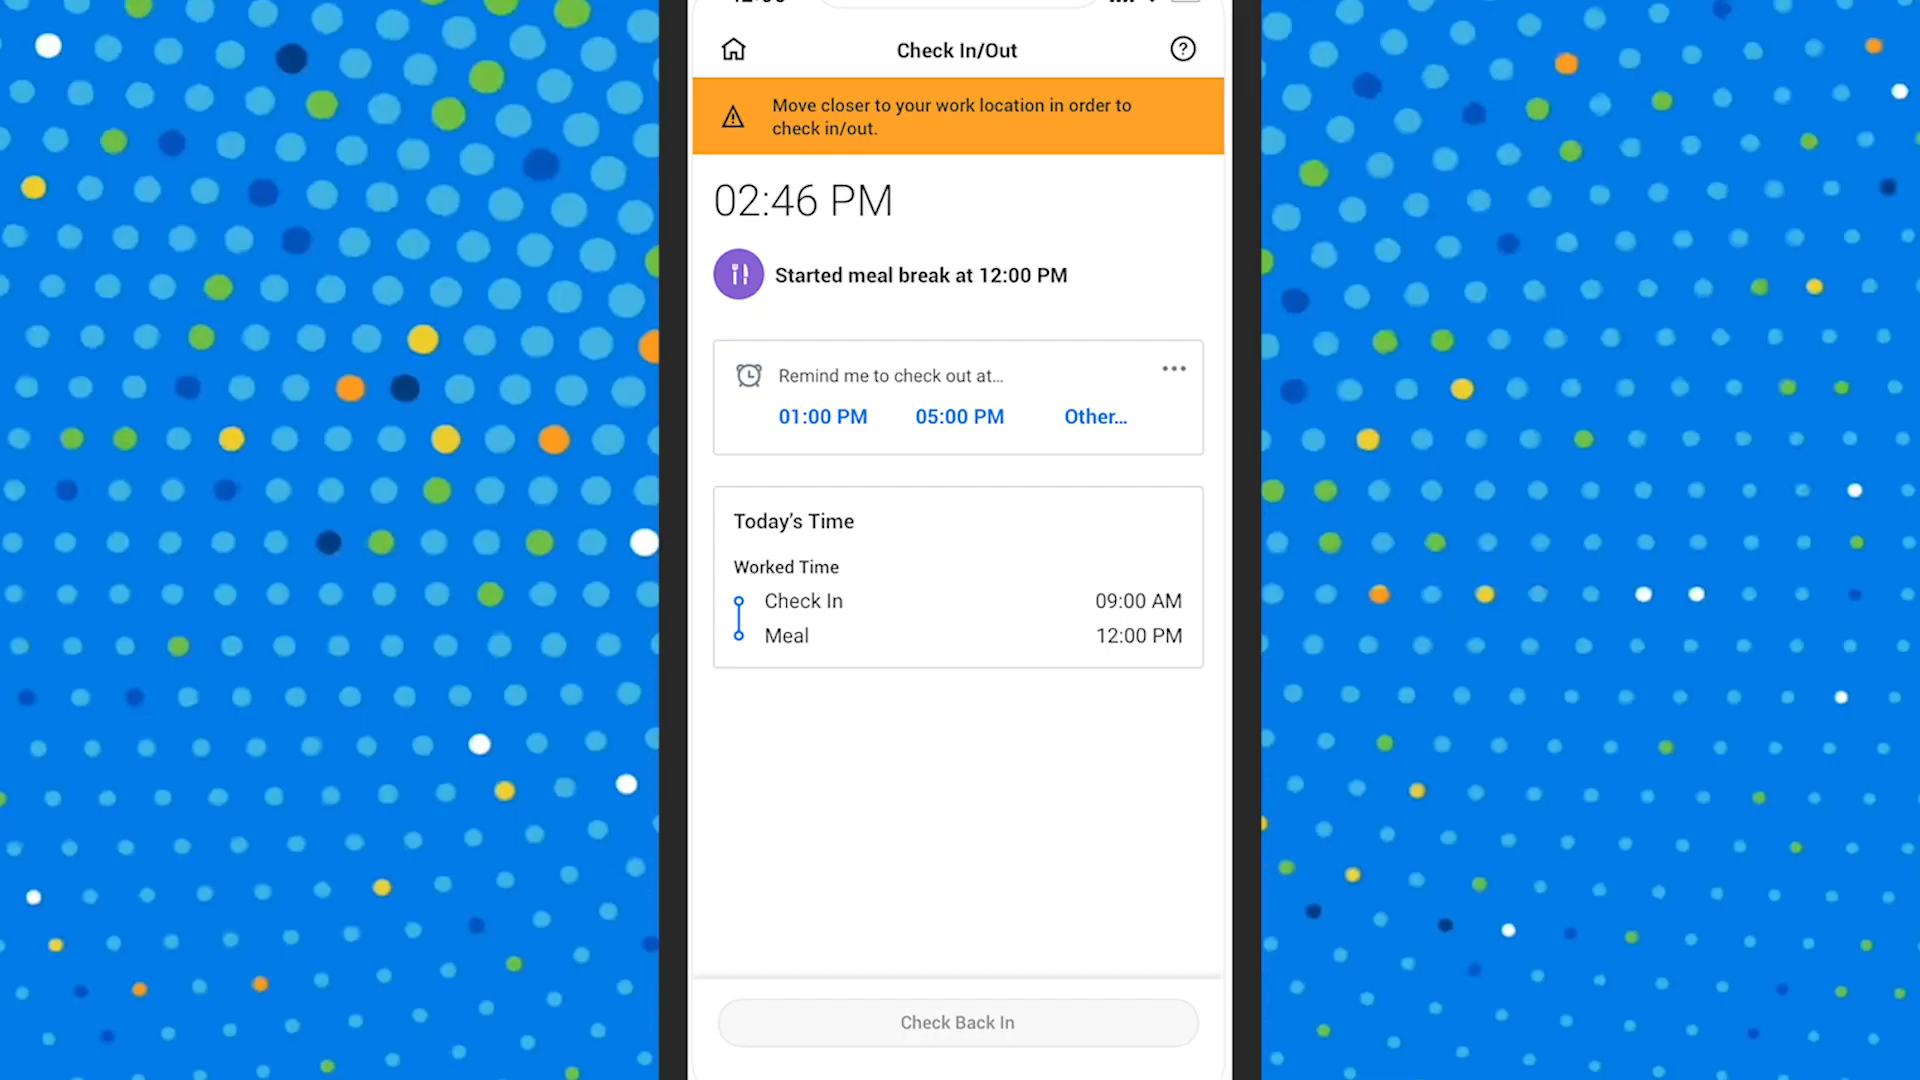 Check In/Out
Move closer to your work location in order to
check in/out.
02:46 PM
Started meal break at 12:00 PM
Remind me to check out at...
01:00 PM 05:00 PM Other...
Today’s Time
Worked Time
Check In 09:00 AM
Meal 12:00 PM
Check Back In